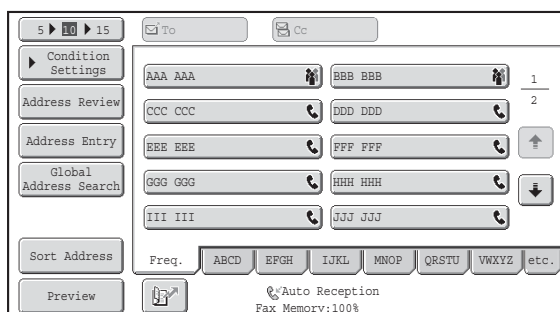 5 10 15
To
Cc
Condition
Settings
Address Review
Address Entry
Global
Address Search
Sort Address
Preview
AAA AAA
BBB BBB
CCC CCC
DDD DDD
EEE EEE
FFF FFF
GGG GGG
HHH HHH
III III
JJJ JJJ
1
2
Freq. ABCD EFGH IJKL MNOP QRSTU VWXYZ etc.
Auto Reception
Fax Memory:100%